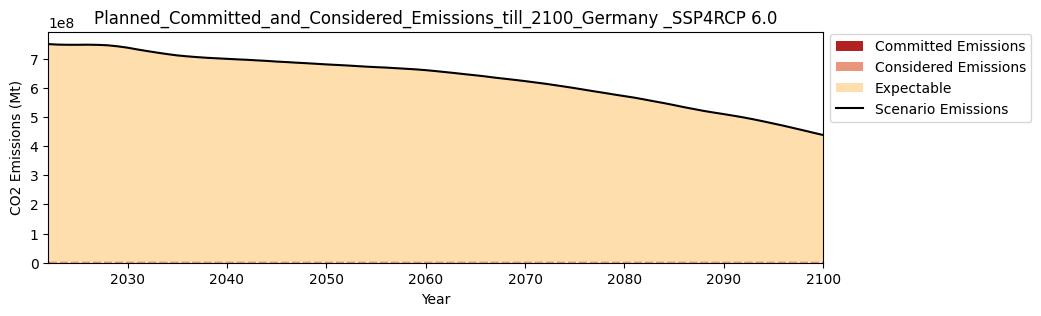 Planned_Committed_and_Considered_Emissions_till_2100_Germany _SSP4RCP 6.0
1e8
7
6
5
4
3
2
1
0
CO2 Emissions (Mt)
2030 2040 2050 2060 2070 2080 2090 2100
Year
Committed Emissions
Considered Emissions
Expectable
Scenario Emissions